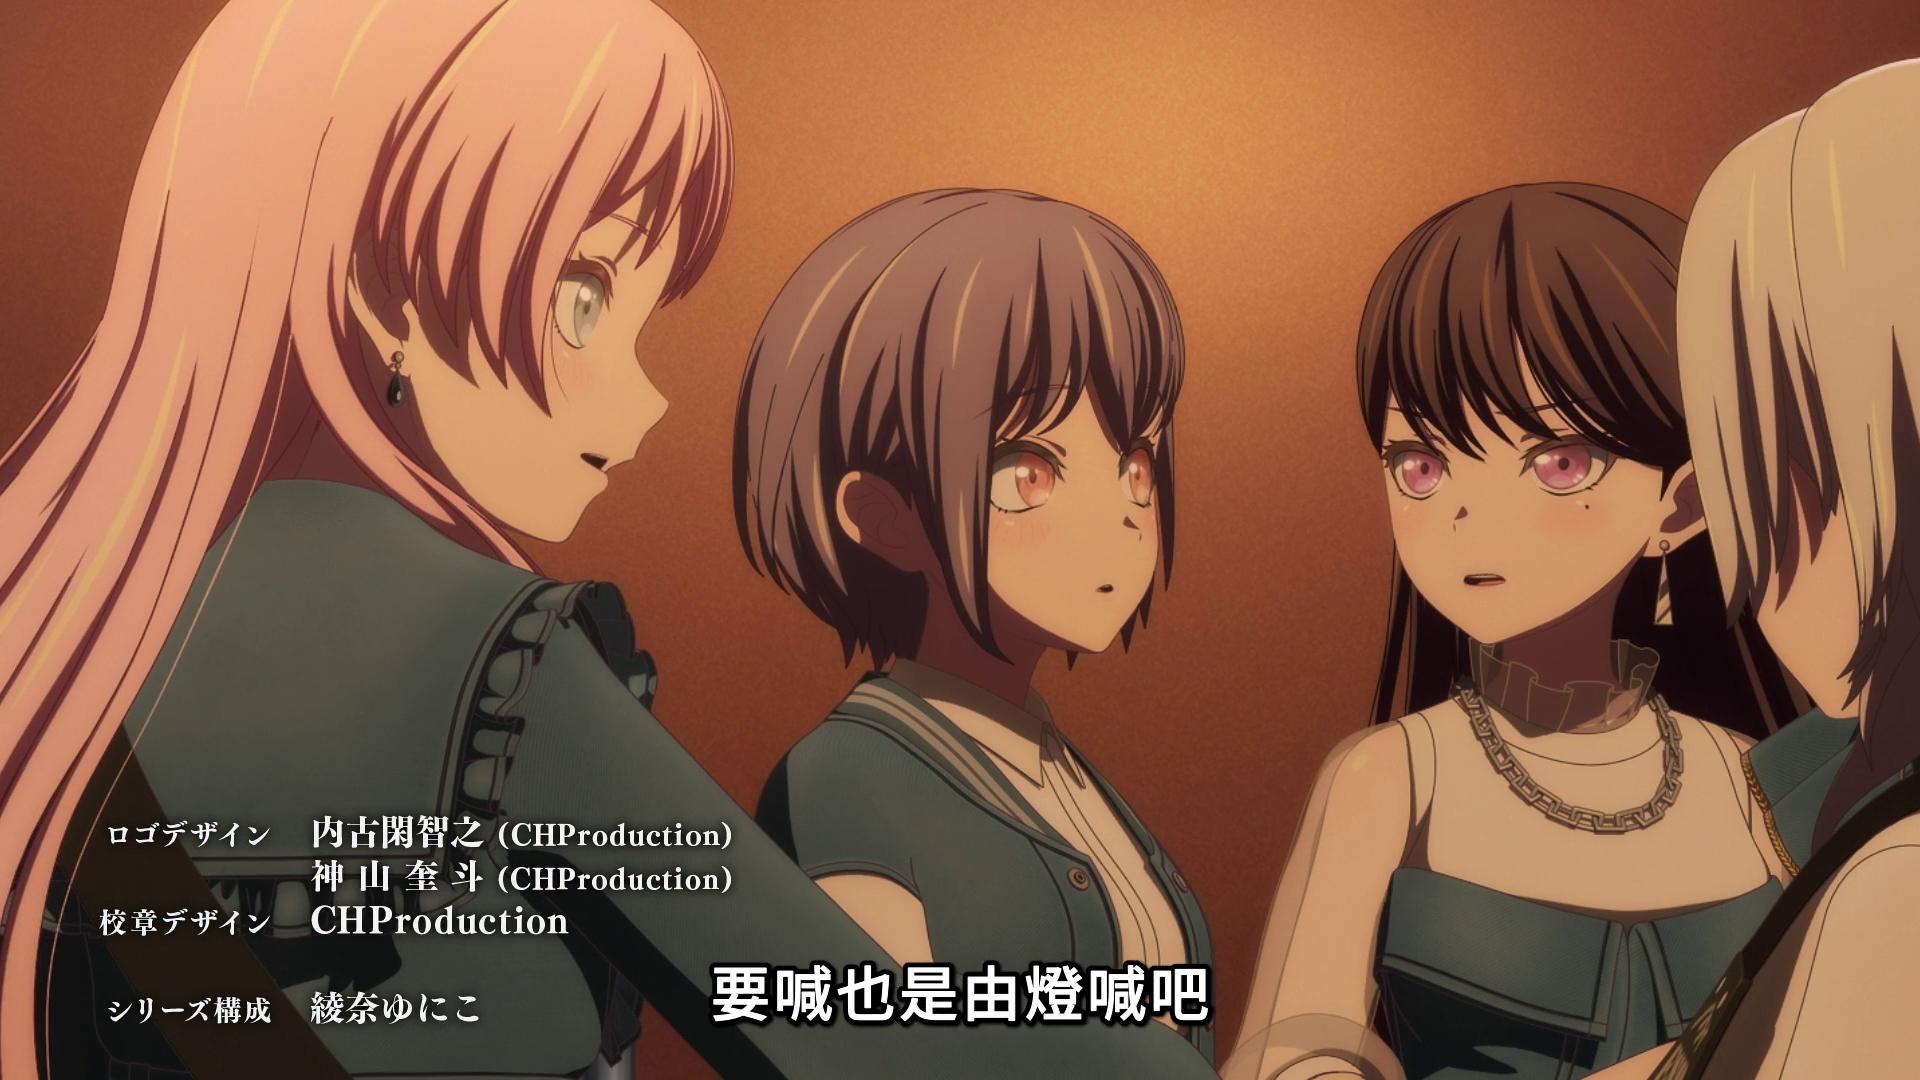 ロゴデザイン 内古閑智之 (CHProduction)
神山奎斗 (CHProduction)
校章デザイン CHProduction
シリーズ構成 綾奈ゆにこ
要喊也是由燈喊吧